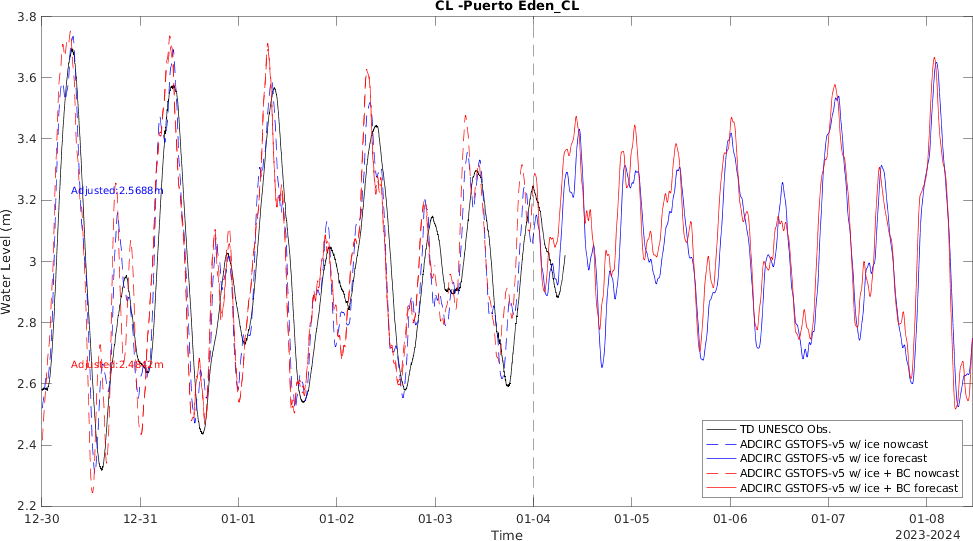 CL -Puerto Eden_CL
3.8
3.6
3.4
3.2
3
2.8
2.6
2.4
2.2
Water Level (m)
Adjusted:2.5688m
12-30
12-31
01-01
01-02
01-03
01-04
01-05
01-06
01-07
01-08
Time
2023-2024
TD UNESCO Obs.
ADCIRC GSTOFS-v5 w/ ice nowcast
ADCIRC GSTOFS-v5 w/ ice forecast
ADCIRC GSTOFS-v5 w/ ice + BC nowcast
ADCIRC GSTOFS-v5 w/ ice + BC forecast